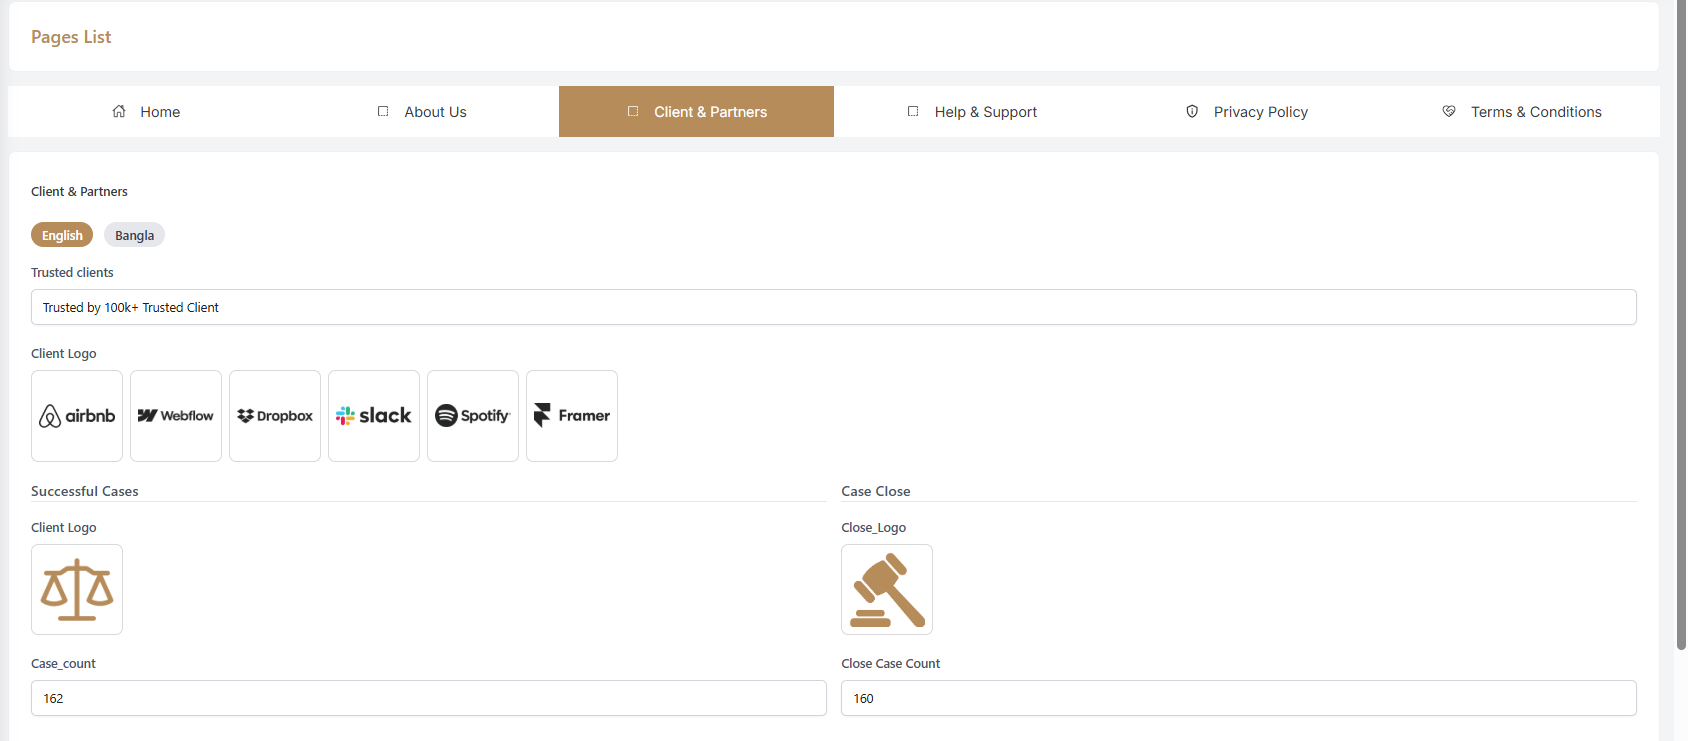 Pages List
Home
About Us
Client & Partners
Help & Support
Privacy Policy
Terms & Conditions
Client & Partners
English
Bangla
Trusted clients
Trusted by 100k+ Trusted Client
Client Logo
airbnb
Webflow
Dropbox
slack
Spotify
Framer
Successful Cases
Case Close
Client Logo
Close_Logo
Case_count
Close Case Count
162
160